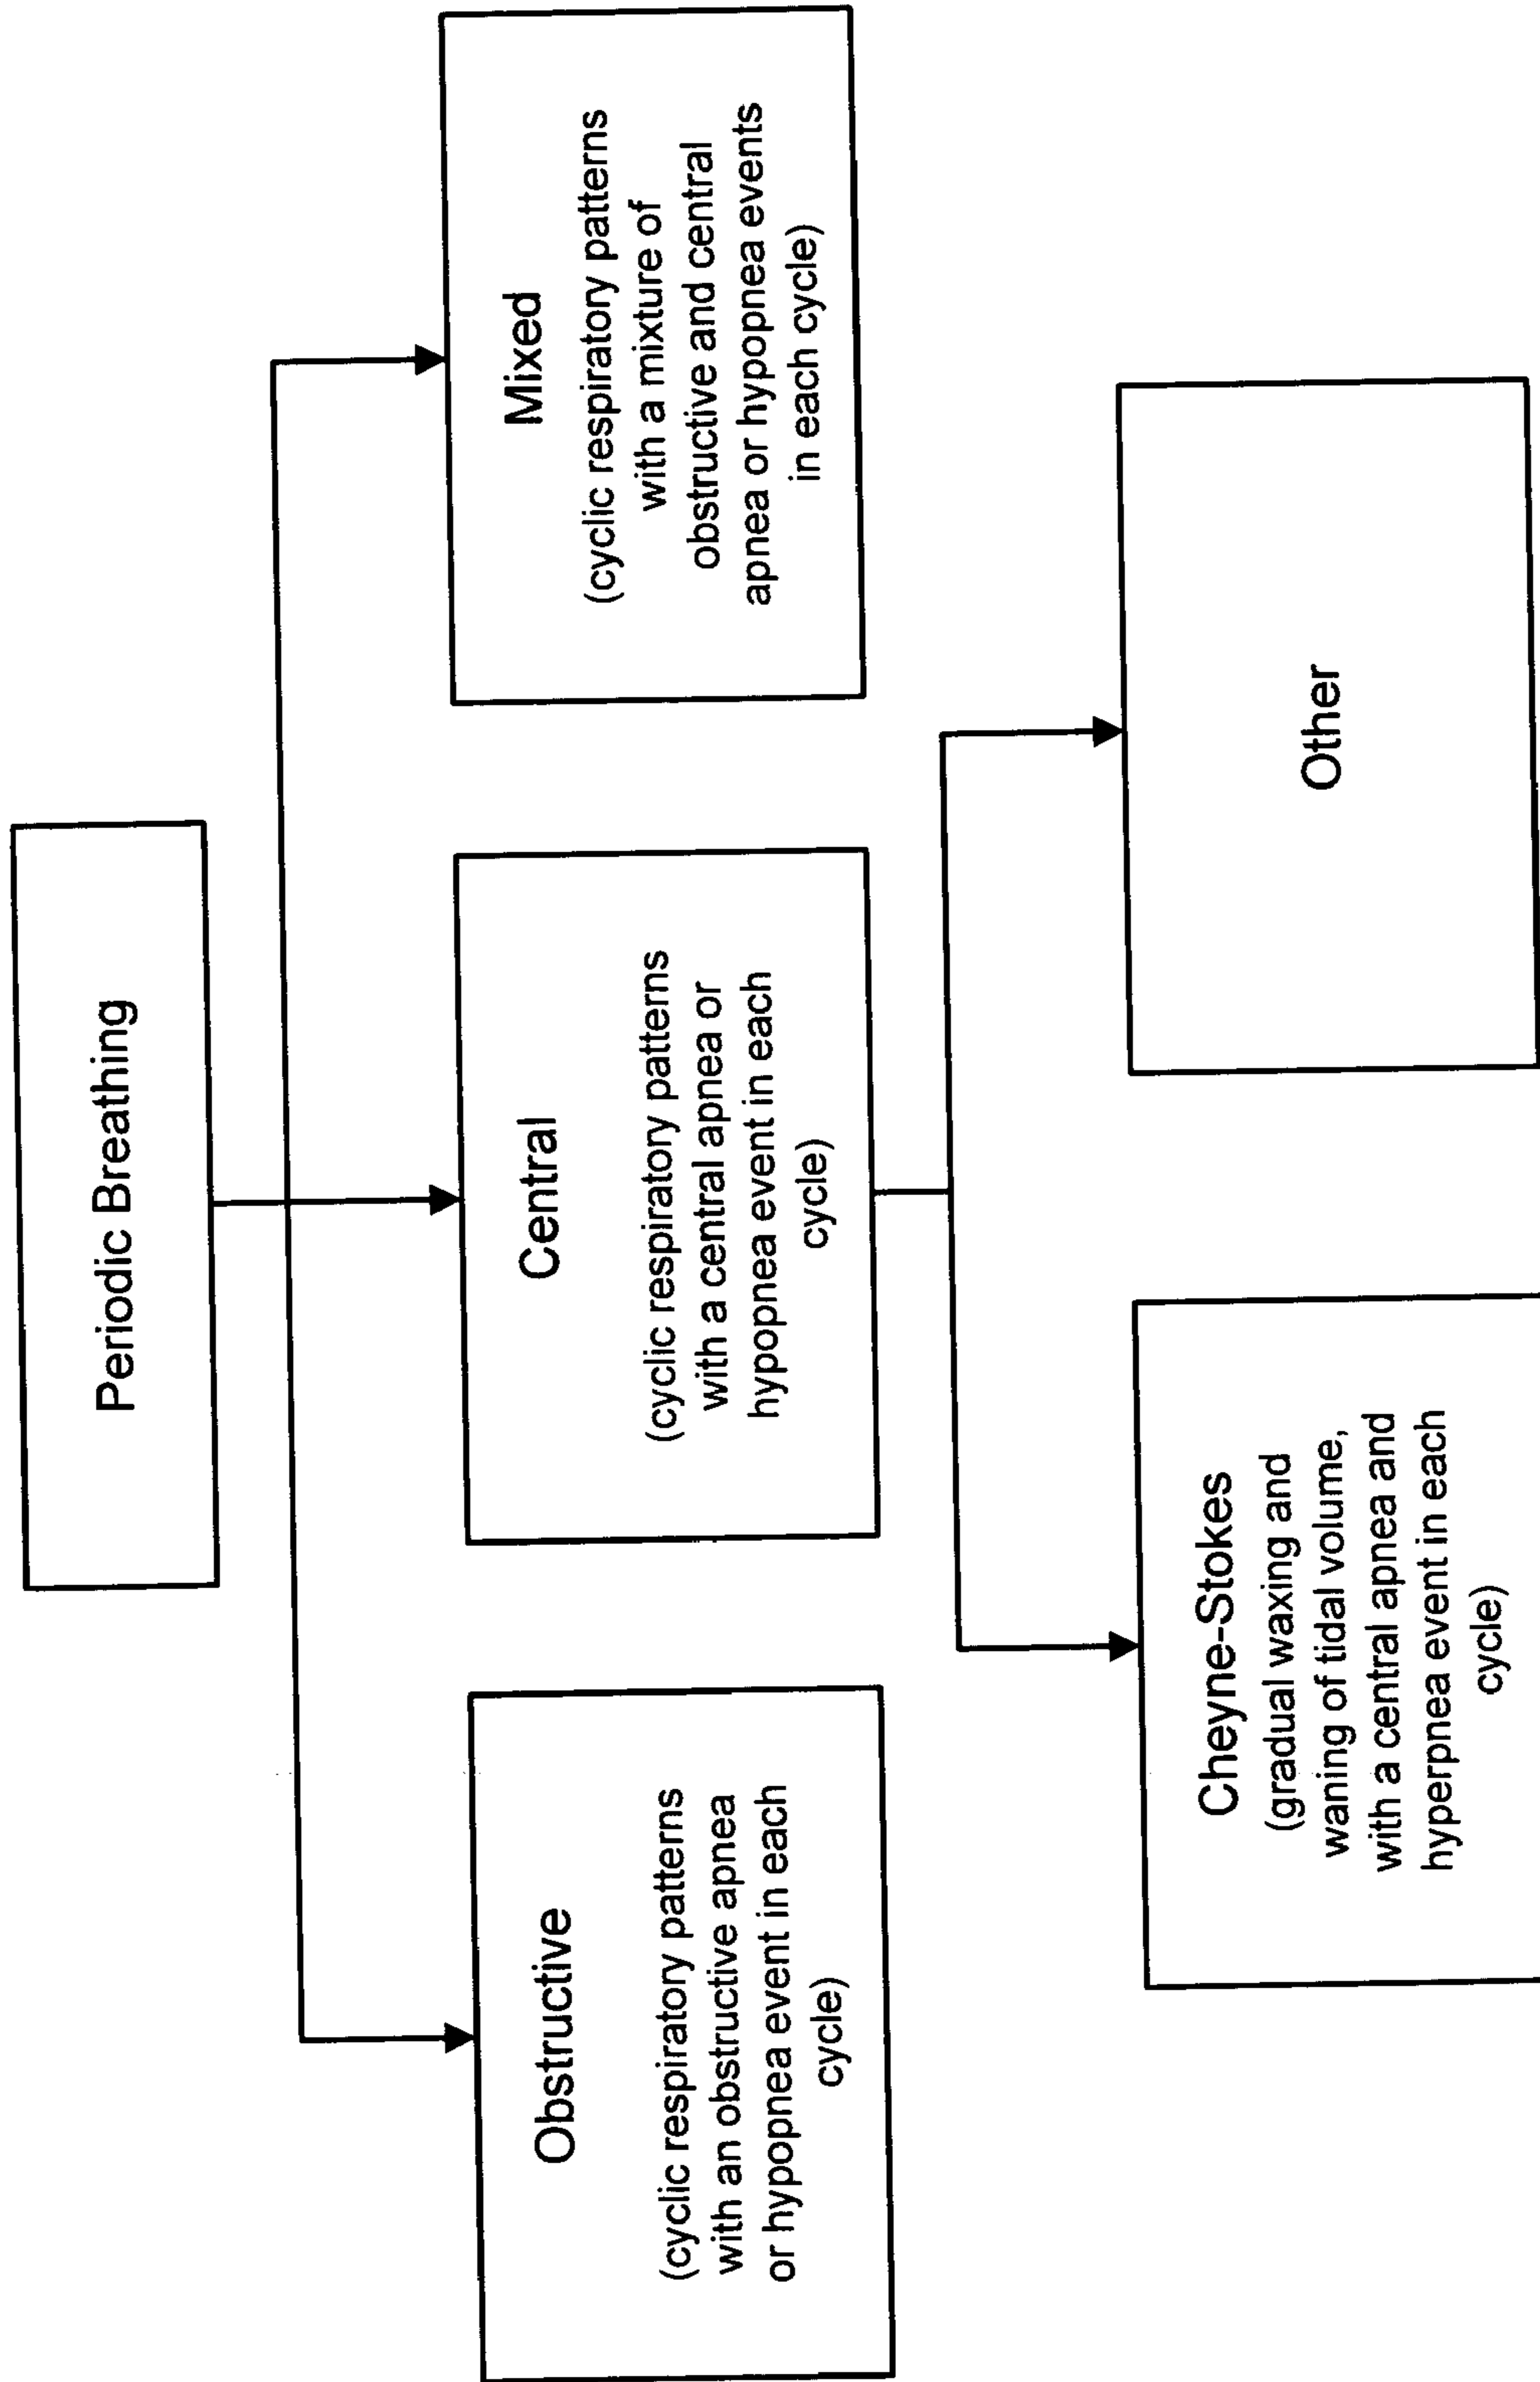 Periodic Breathing
Obstructive
(cyclic respiratory patterns
with an obstructive apnea
or hypopnea event in each
cycle)
Central
(cyclic respiratory patterns
with a central apnea or
hypopnea event in each
cycle)
Mixed
(cyclic respiratory patterns
with a mixture of
obstructive and central
apnea or hypopnea events
in each cycle)
Cheyne-Stokes
(gradual waxing and
waning of tidal volume,
with a central apnea and
hyperpnea event in each
cycle)
Other